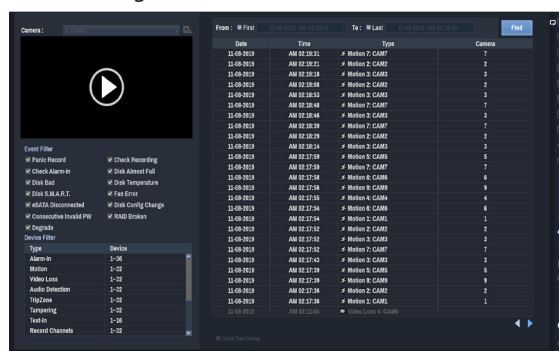 Camera :
From : First To : Last Find
Date Time Type Camera
11-08-2019 AM 02:19:31 Motion 7: CAM7 7
11-08-2019 AM 02:19:21 Motion 2: CAM2 2
11-08-2019 AM 02:19:18 Motion 3: CAM3 3
11-08-2019 AM 02:19:08 Motion 2: CAM2 2
11-08-2019 AM 02:18:53 Motion 3: CAM3 3
11-08-2019 AM 02:18:48 Motion 7: CAM7 7
11-08-2019 AM 02:18:46 Motion 3: CAM3 3
11-08-2019 AM 02:18:39 Motion 7: CAM7 7
11-08-2019 AM 02:18:29 Motion 2: CAM2 2
11-08-2019 AM 02:18:14 Motion 3: CAM3 3
11-08-2019 AM 02:17:59 Motion 5: CAM5 5
11-08-2019 AM 02:17:59 Motion 7: CAM7 7
11-08-2019 AM 02:17:58 Motion 6: CAM6 6
11-08-2019 AM 02:17:56 Motion 9: CAM9 9
11-08-2019 AM 02:17:55 Motion 4: CAM4 4
11-08-2019 AM 02:17:54 Motion 6: CAM6 6
11-08-2019 AM 02:17:54 Motion 1: CAM1 1
11-08-2019 AM 02:17:52 Motion 2: CAM2 2
11-08-2019 AM 02:17:52 Motion 3: CAM3 3
11-08-2019 AM 02:17:52 Motion 7: CAM7 7
11-08-2019 AM 02:17:43 Motion 3: CAM3 3
11-08-2019 AM 02:17:39 Motion 5: CAM5 5
11-08-2019 AM 02:17:39 Motion 9: CAM9 9
11-08-2019 AM 02:17:36 Motion 2: CAM2 2
11-08-2019 AM 02:17:36 Motion 1: CAM1 1
11-08-2019 AM 02:11:54 Video Loss 4: CAM4
Event Filter
Panic Record Check Recording
Check Alarm-In Disk Almost Full
Disk Bad Disk Temperature
Disk S.M.A.R.T. Fan Error
eSATA Disconnected Disk Config Change
Consecutive Invalid PW RAID Broken
Degrade
Device Filter
Type Device
Alarm-In 1~36
Motion 1~32
Video Loss 1~32
Audio Detection 1~32
TripZone 1~32
Tampering 1~32
Text-In 1~16
Record Channels 1~32
Check Time Overlap